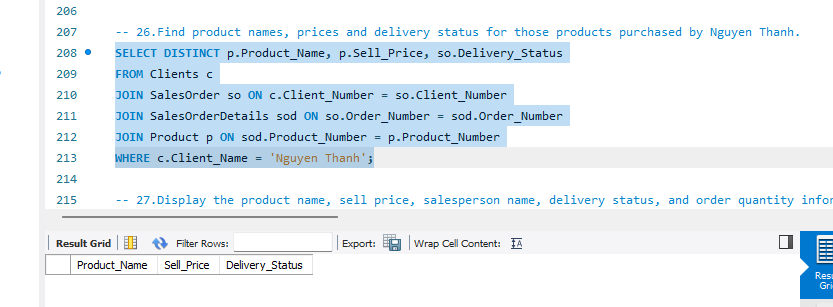 206
207 -- 26.Find product names, prices and delivery status for those products purchased by Nguyen Thanh.
208 SELECT DISTINCT p.Product_Name, p.Sell_Price, so.Delivery_Status
209 FROM Clients c
210 JOIN SalesOrder so ON c.Client_Number = so.Client_Number
211 JOIN SalesOrderDetails sod ON so.Order_Number = sod.Order_Number
212 JOIN Product p ON sod.Product_Number = p.Product_Number
213 WHERE c.Client_Name = 'Nguyen Thanh';
214
215 -- 27.Display the product name, sell price, salesperson name, delivery status, and order quantity infor
Result Grid Filter Rows: Export: Wrap Cell Content:
Product_Name Sell_Price Delivery_Status
Resu
Gri